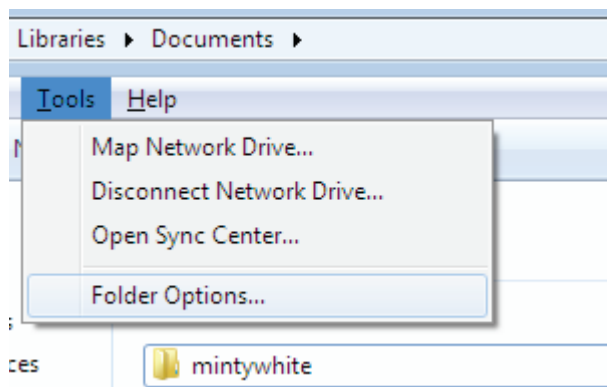 Libraries ▸ Documents ▸
Tools Help
Map Network Drive...
Disconnect Network Drive...
Open Sync Center...
Folder Options...
mintywhite